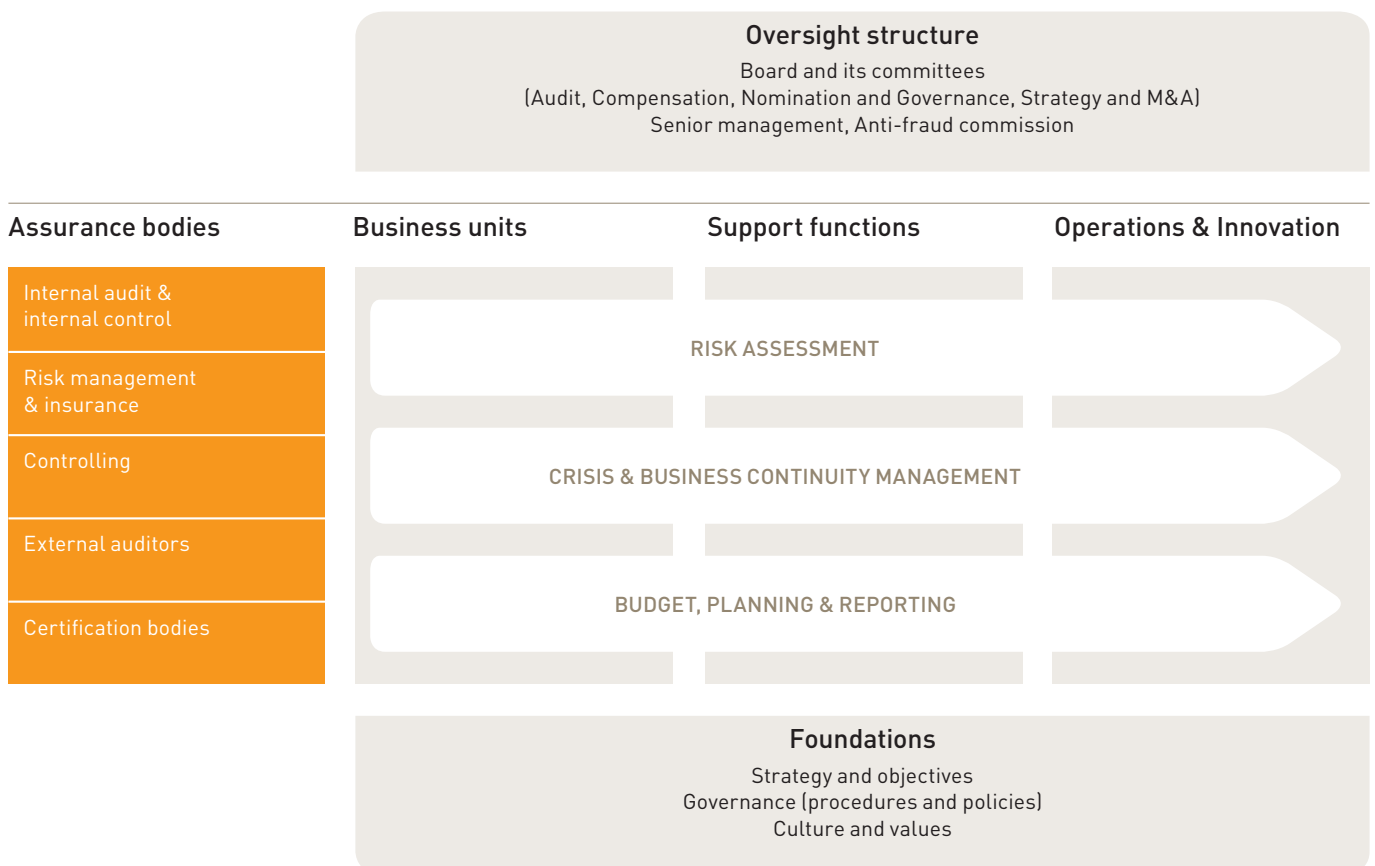 Oversight structure
Board and its committees
(Audit, Compensation, Nomination and Governance, Strategy and M&A)
Senior management, Anti-fraud commission
Assurance bodies
Business units
Support functions
Operations & Innovation
Internal audit &
internal control
Risk management
& insurance
Controlling
External auditors
Certification bodies
RISK ASSESSMENT
CRISIS & BUSINESS CONTINUITY MANAGEMENT
BUDGET, PLANNING & REPORTING
Foundations
Strategy and objectives
Governance (procedures and policies)
Culture and values